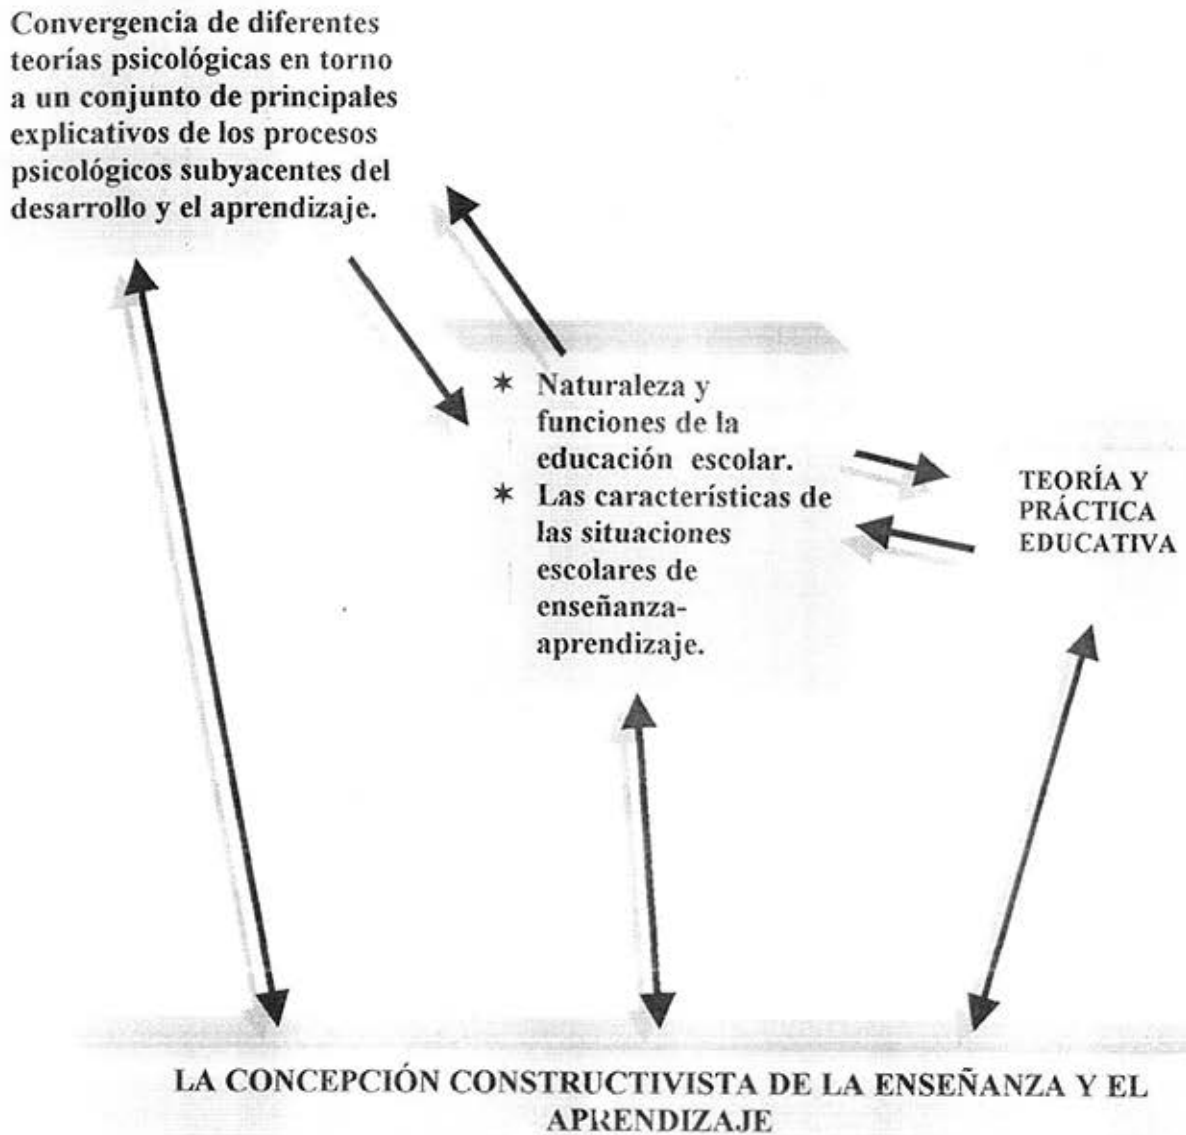 Convergencia de diferentes
teorías psicológicas en torno
a un conjunto de principales
explicativos de los procesos
psicológicos subyacentes del
desarrollo y el aprendizaje.
* Naturaleza y
funciones de la
educación escolar.
* Las características de
las situaciones
escolares de
enseñanza-
aprendizaje.
TEORÍA Y
PRÁCTICA
EDUCATIVA
LA CONCEPCIÓN CONSTRUCTIVISTA DE LA ENSEÑANZA Y EL
APRENDIZAJE